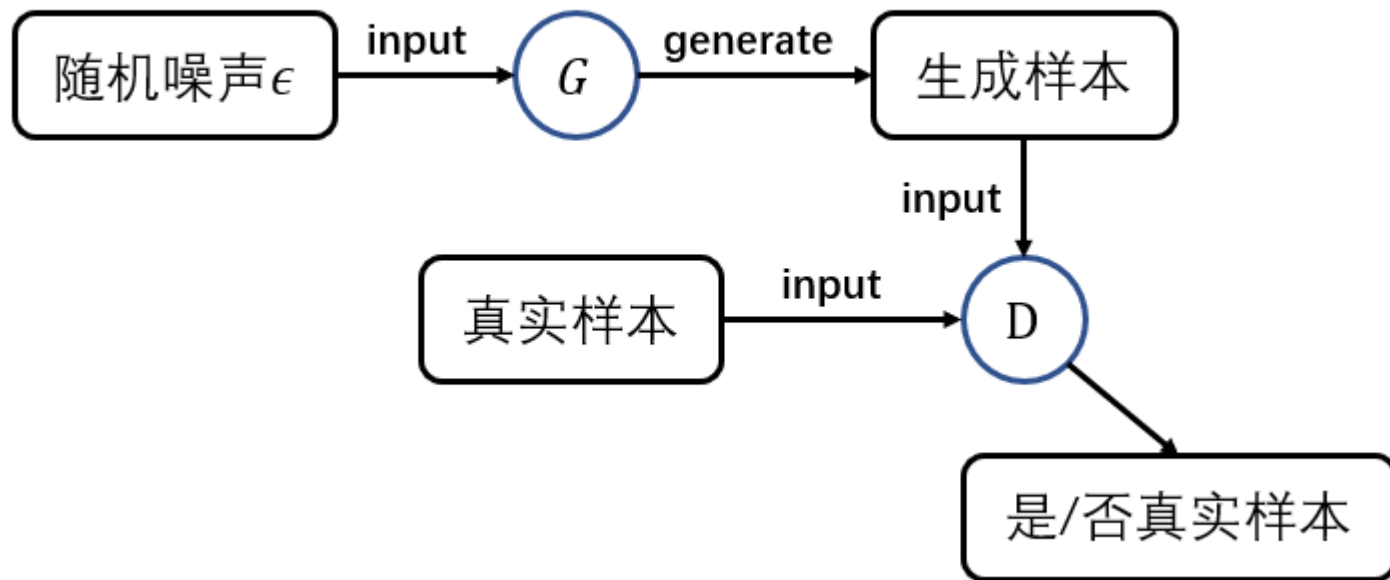 随机噪声ϵ
input
G
generate
生成样本
input
真实样本
input
D
是/否真实样本